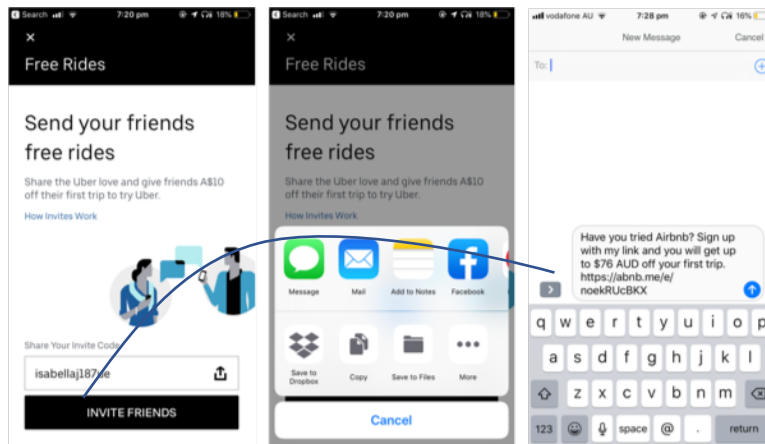 Search 7:20 pm 18%
Free Rides
Send your friends
free rides
Share the Uber love and give friends A$10
off their first trip to try Uber.
How Invites Work
Share Your Invite Code
isabellaj187ue
INVITE FRIENDS
Search 7:20 pm 18%
Free Rides
Send your friends
free rides
Share the Uber love and give friends A$10
off their first trip to try Uber.
How Invites Work
Message Mail Add to Notes Facebook
Save to
Dropbox
Copy Save to Files More
Cancel
vodafone AU 7:28 pm 16%
New Message Cancel
To:
Have you tried Airbnb? Sign up
with my link and you will get up
to $76 AUD off your first trip.
https://abnb.me/e/
noekRUcBKX
q w e r t y u i o p
a s d f g h j k l
z x c v b n m
123 space @ . return